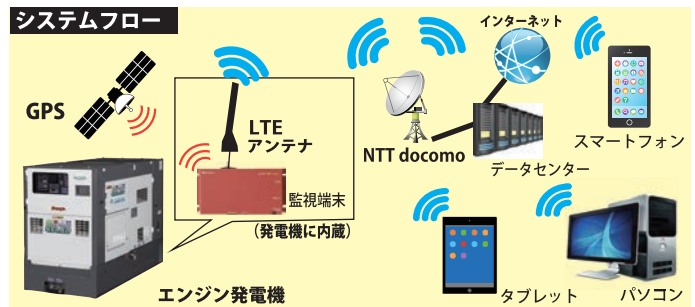 システムフロー
GPS
LTE
アンテナ
監視端末
(発電機に内蔵)
エンジン発電機
NTT docomo
インターネット
データセンター
スマートフォン
タブレット
パソコン